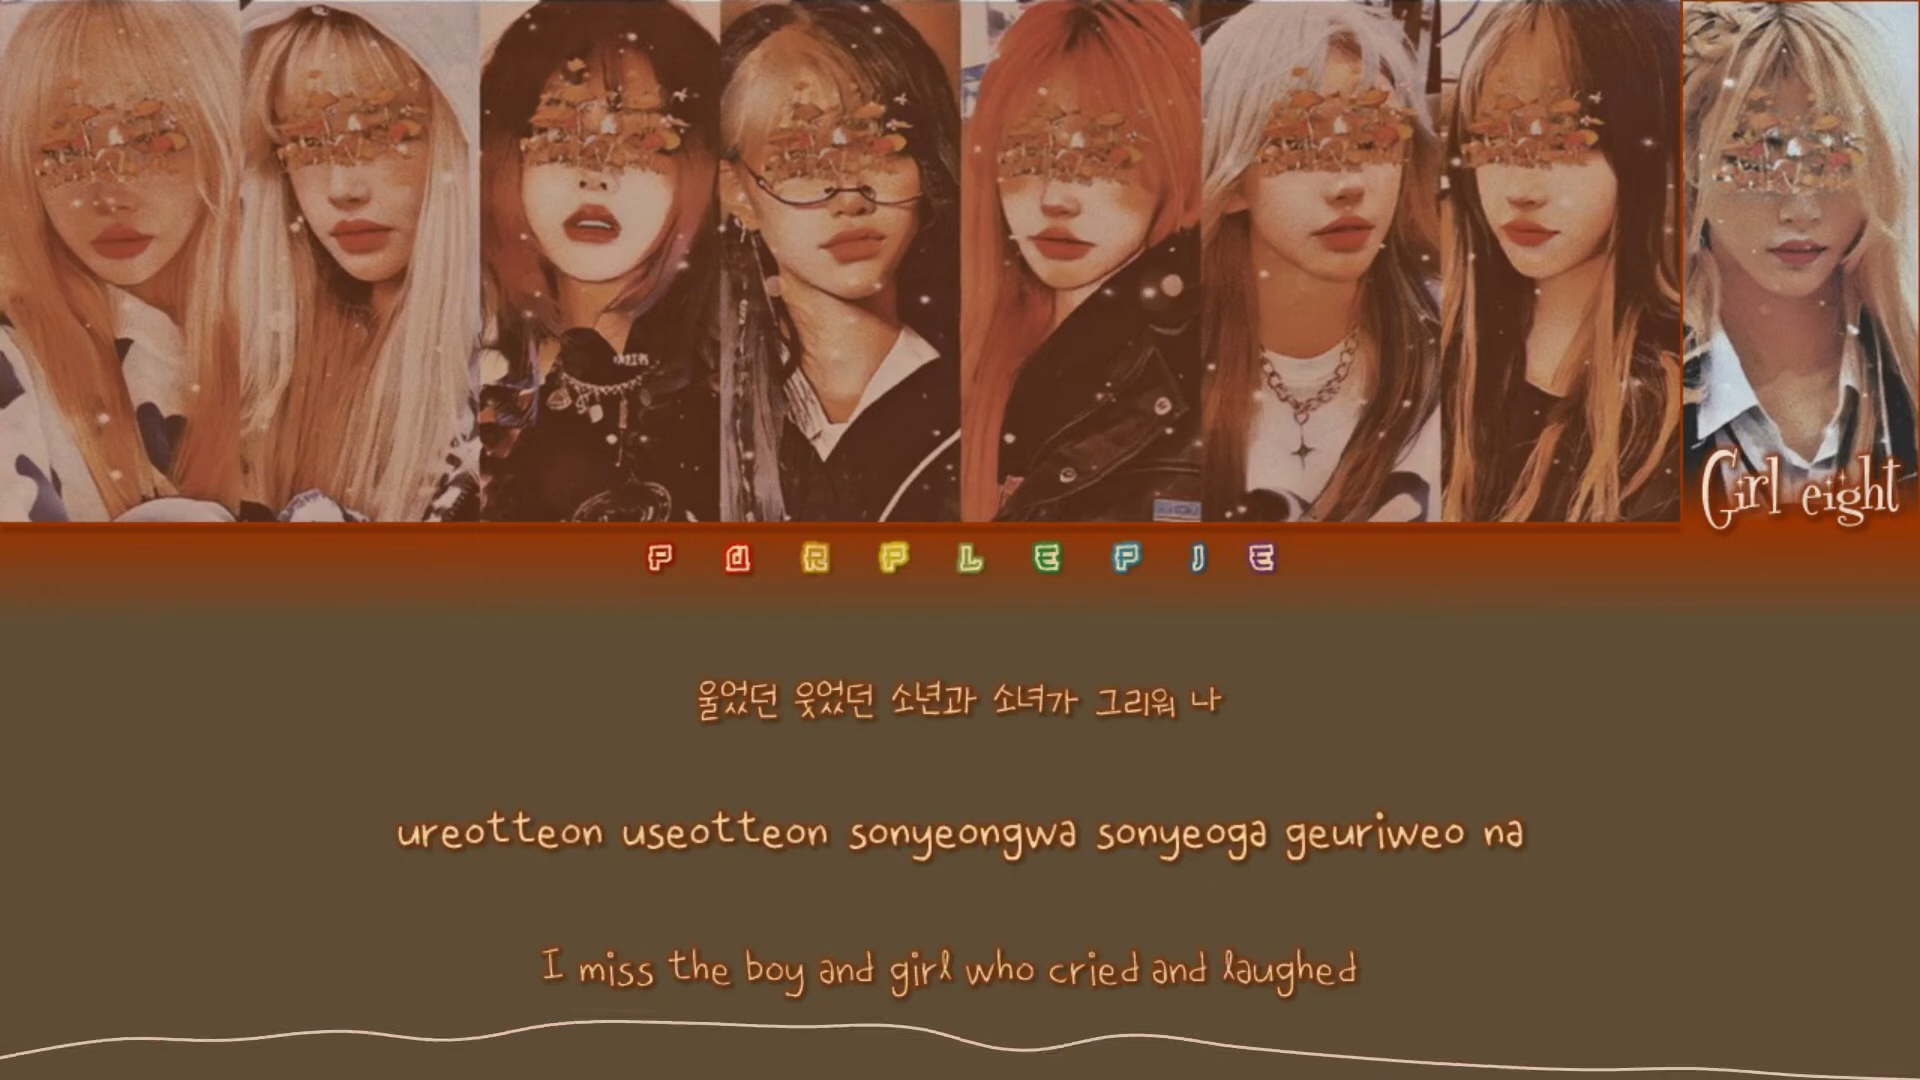 Girl eight
PURPLEPIE
울었던 웃었던 소년과 소녀가 그리워 나
ureotteon useotteon sonyeongwa sonyeoga geuriweo na
I miss the boy and girl who cried and laughed